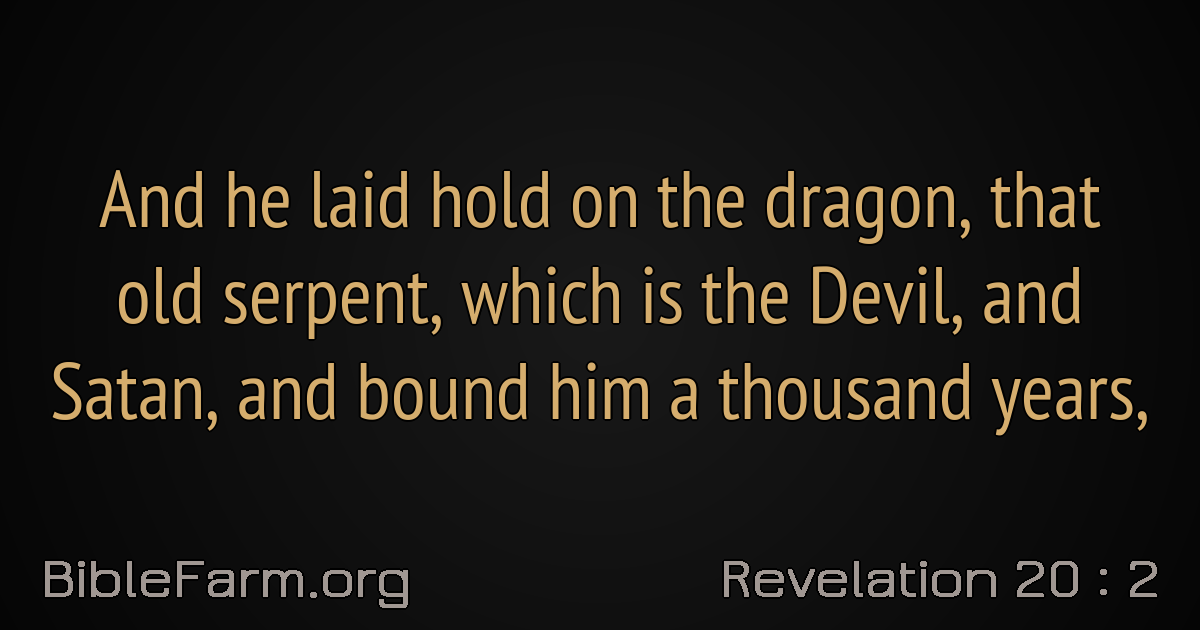 And he laid hold on the dragon, that
old serpent, which is the Devil, and
Satan, and bound him a thousand years,
BibleFarm.org
Revelation 20 : 2